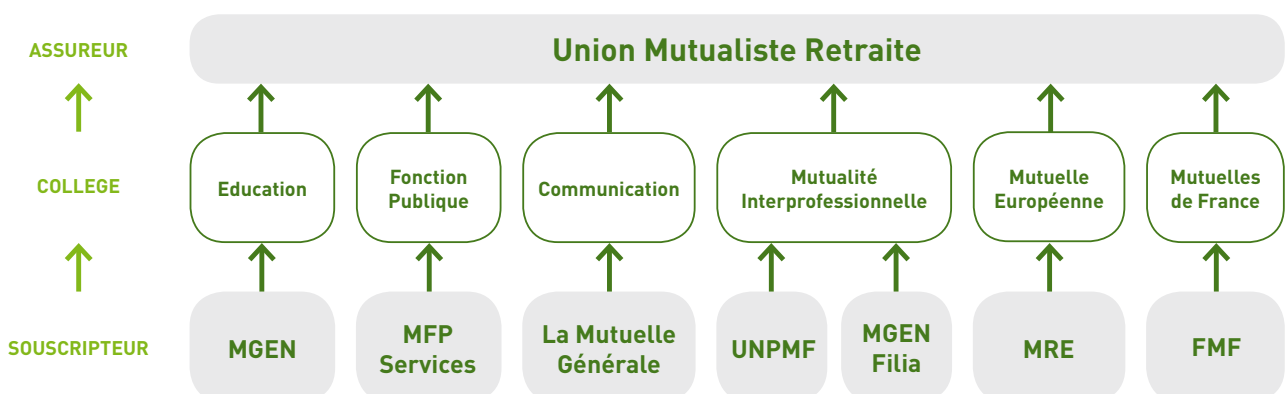 ASSUREUR
Union Mutualiste Retraite
COLLEGE
Education
Fonction
Publique
Communication
Mutualité
Interprofessionnelle
Mutuelle
Européenne
Mutuelles
de France
SOUSCRIPTEUR
MGEN
MFP
Services
La Mutuelle
Générale
UNPMF
MGEN
Filia
MRE
FMF